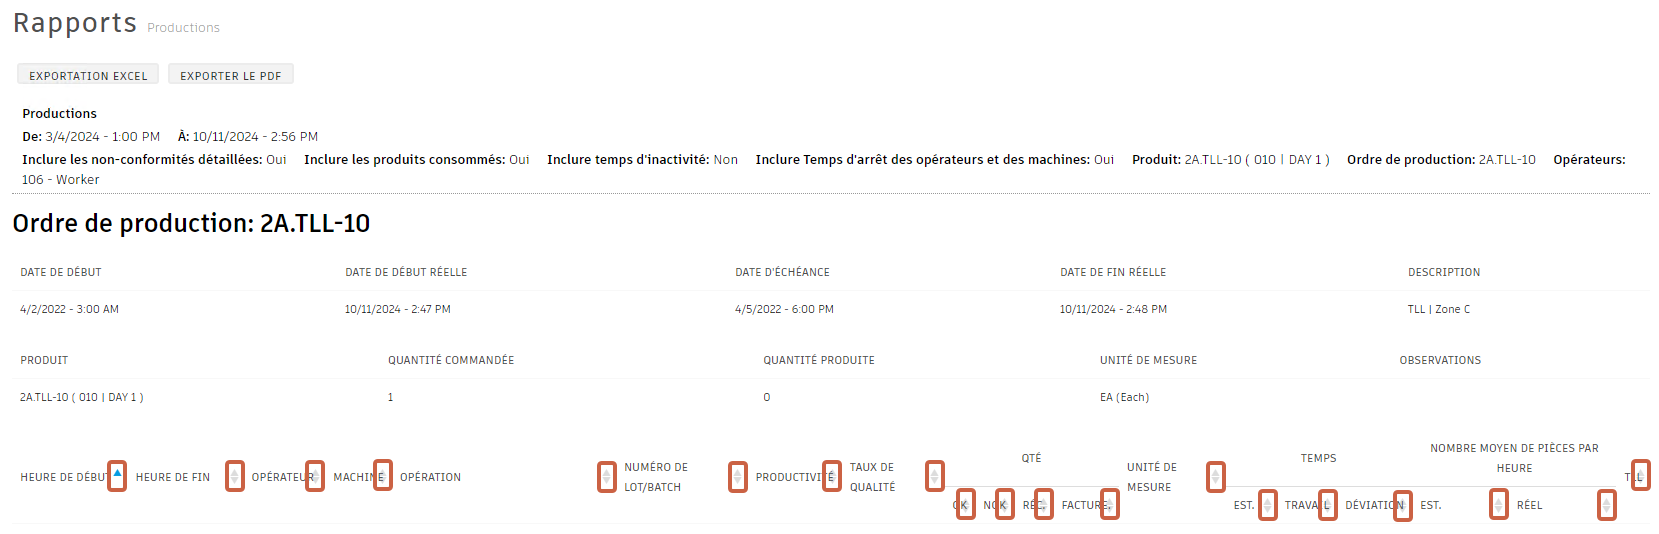 Rapports Productions
EXPORTATION EXCEL EXPORTER LE PDF
Productions
De: 3/4/2024 - 1:00 PM À: 10/11/2024 - 2:56 PM
Inclure les non-conformités détaillées: Oui Inclure les produits consommés: Oui Inclure temps d'inactivité: Non Inclure Temps d'arrêt des opérateurs et des machines: Oui Produit: 2A.TLL-10 ( 010 | DAY 1 ) Ordre de production: 2A.TLL-10 Opérateurs:
106 - Worker
Ordre de production: 2A.TLL-10
DATE DE DÉBUT DATE DE DÉBUT RÉELLE DATE D'ÉCHÉANCE DATE DE FIN RÉELLE DESCRIPTION
4/2/2022 - 3:00 AM 10/11/2024 - 2:47 PM 4/5/2022 - 6:00 PM 10/11/2024 - 2:48 PM TLL | Zone C
PRODUIT QUANTITÉ COMMANDÉE QUANTITÉ PRODUITE UNITÉ DE MESURE OBSERVATIONS
2A.TLL-10 ( 010 | DAY 1 ) 1 0 EA (Each)
HEURE DE DÉBUT HEURE DE FIN OPÉRATEUR MACHINE OPÉRATION NUMÉRO DE LOT/BATCH PRODUCTIVITÉ TAUX DE QUALITÉ QTÉ UNITÉ DE MESURE TEMPS NOMBRE MOYEN DE PIÈCES PAR HEURE TLL
OK NOK RÉC. FACTURE. EST. TRAVAIL DÉVIATION EST. RÉEL